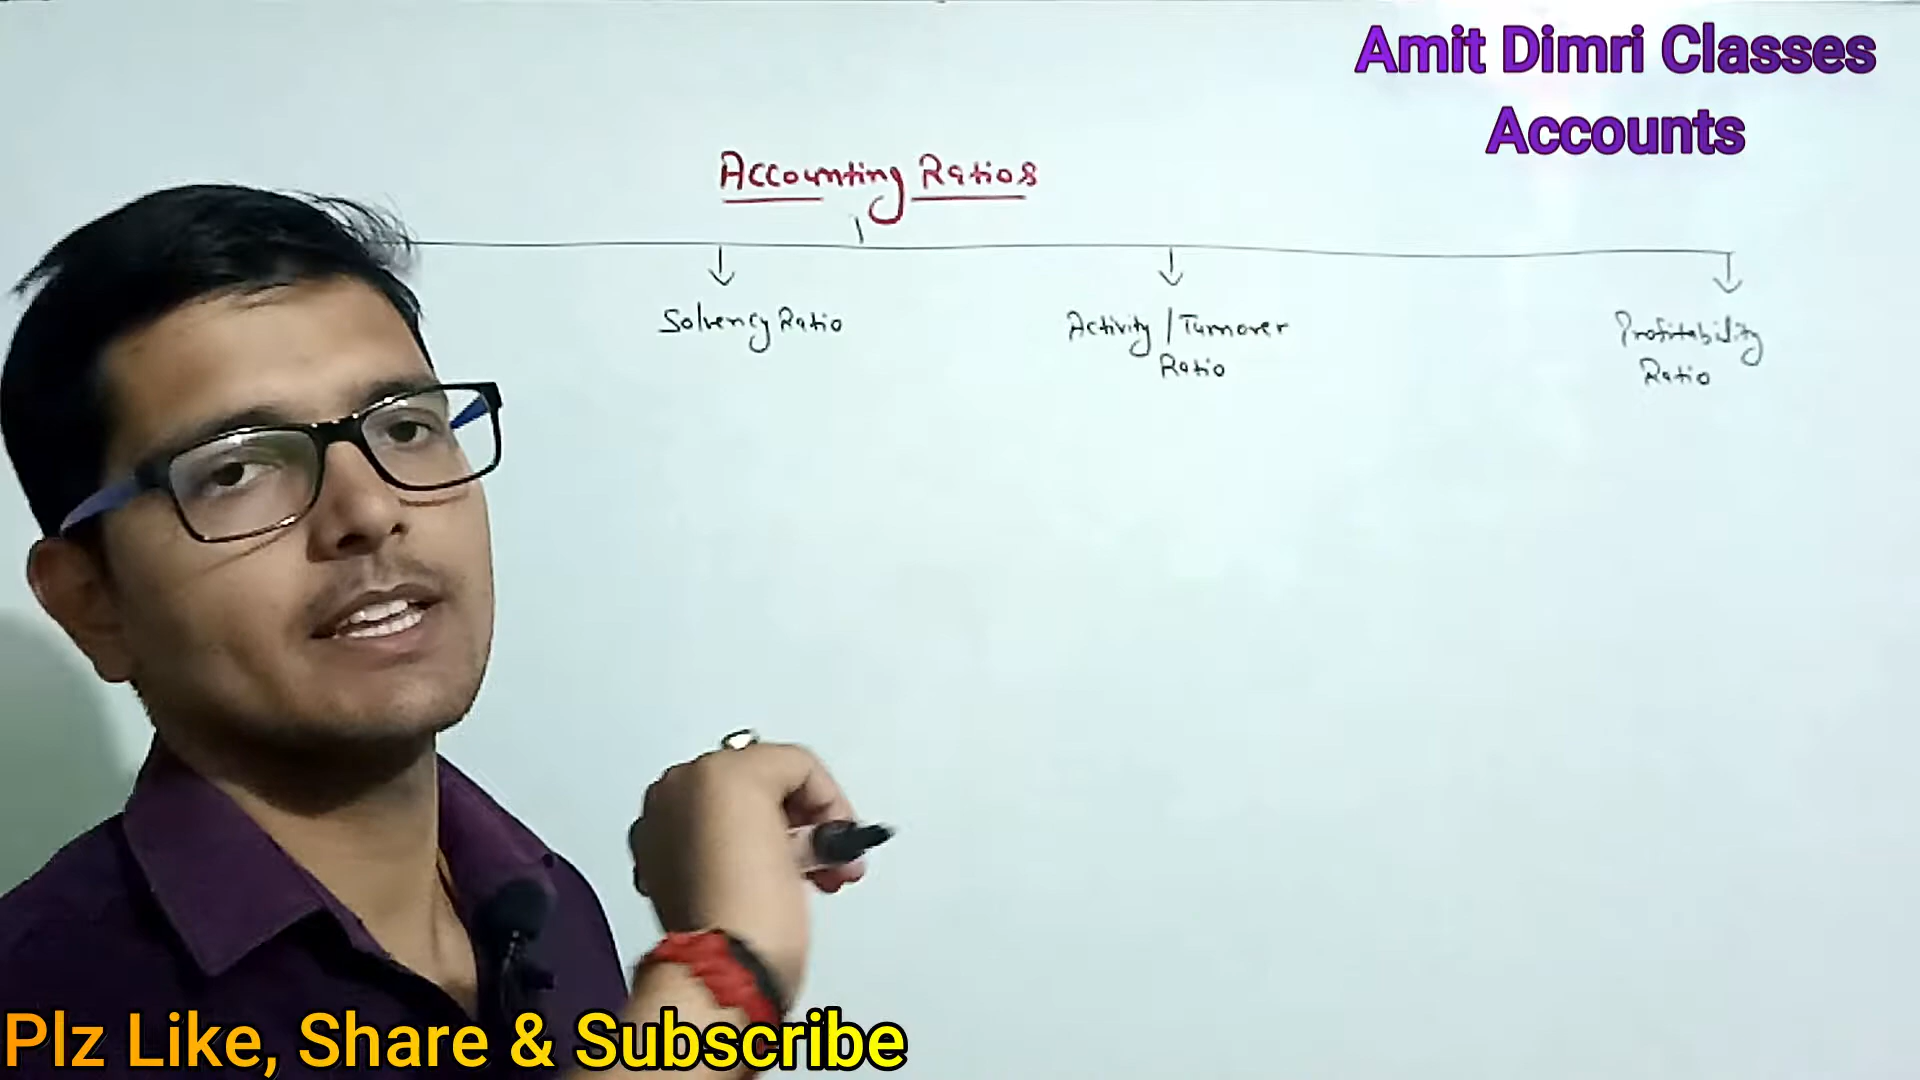 Amit Dimri Classes
Accounts
Accounting Ratios
Solvency Ratio
Activity / Turnover
Ratio
Profitability
Ratio
Plz Like, Share & Subscribe